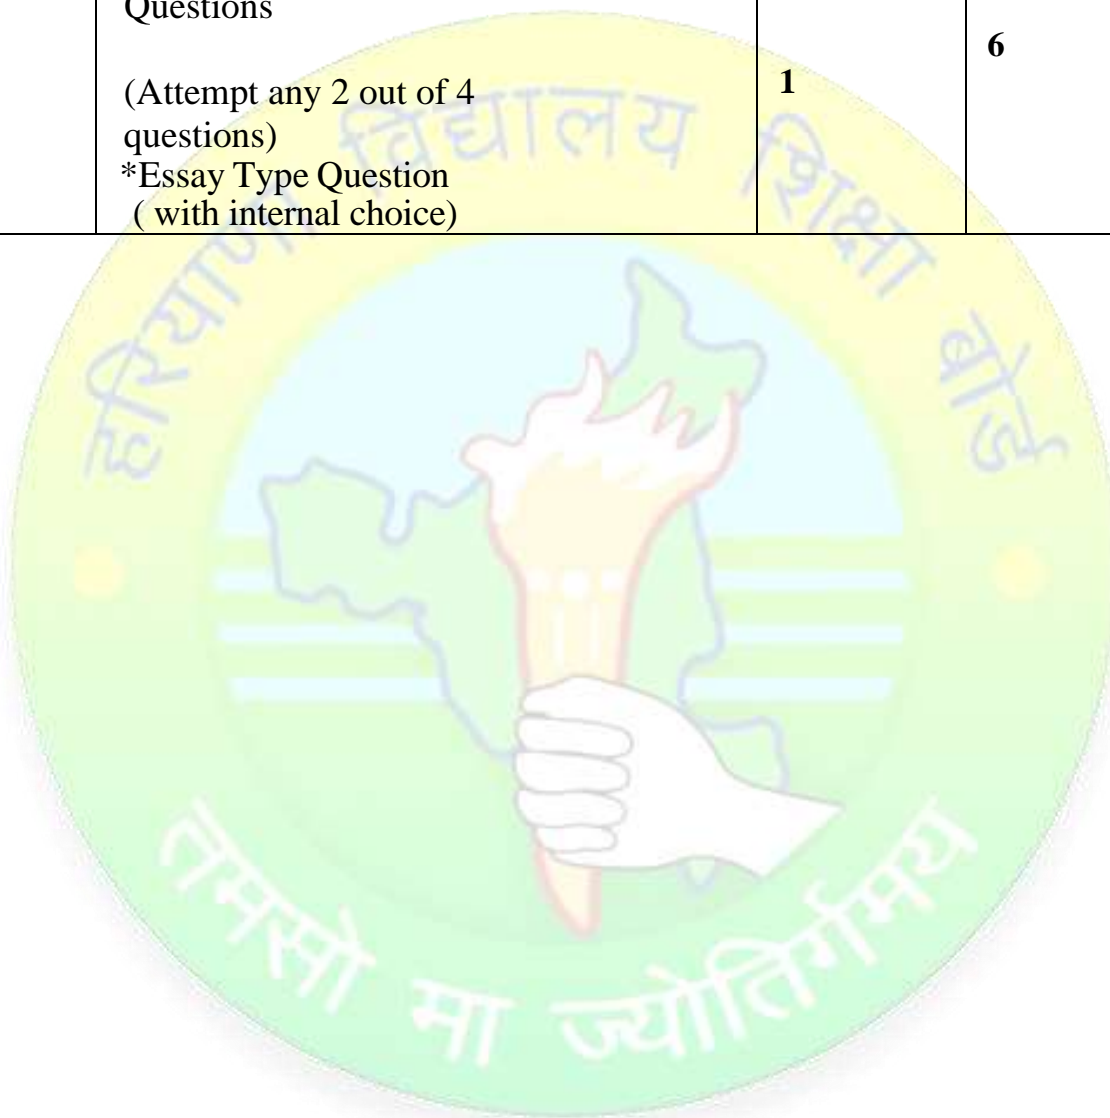 Questions
6
(Attempt any 2 out of 4
1
questions)
*Essay Type Question
( with internal choice)
हरियाणा विद्यालय शिक्षा बोर्ड
तमसो मा ज्योतिर्गमय